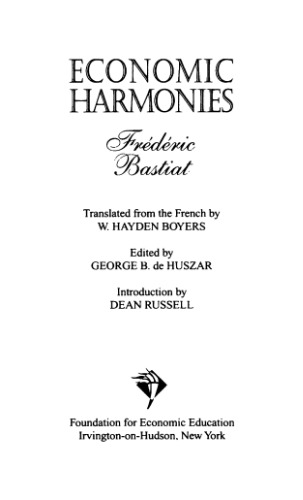 ECONOMIC
HARMONIES
Frédéric
Bastiat
Translated from the French by
W. HAYDEN BOYERS
Edited by
GEORGE B. de HUSZAR
Introduction by
DEAN RUSSELL
Foundation for Economic Education
Irvington-on-Hudson, New York